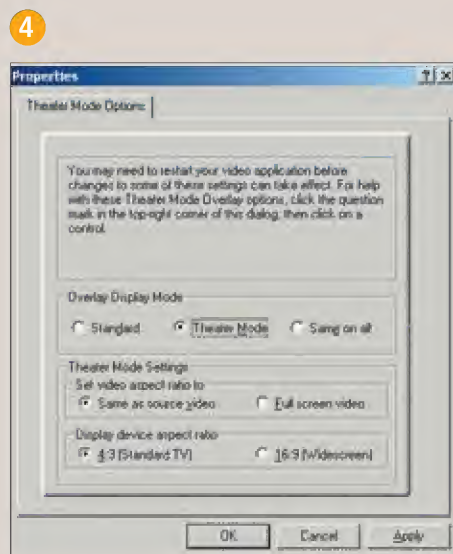 4
Properties
Theater Mode Options
You may need to restart your video application before
changes to some of these settings can take effect. For help
with these Theater Mode Overlay options, click the question
mark in the top-right corner of this dialog, then click on a
control.
Overlay Display Mode
Standard Theater Mode Same on all
Theater Mode Settings
Set video aspect ratio to
Same as source video Full screen video
Display device aspect ratio
4:3 (Standard TV) 16:9 (Widescreen)
OK Cancel Apply